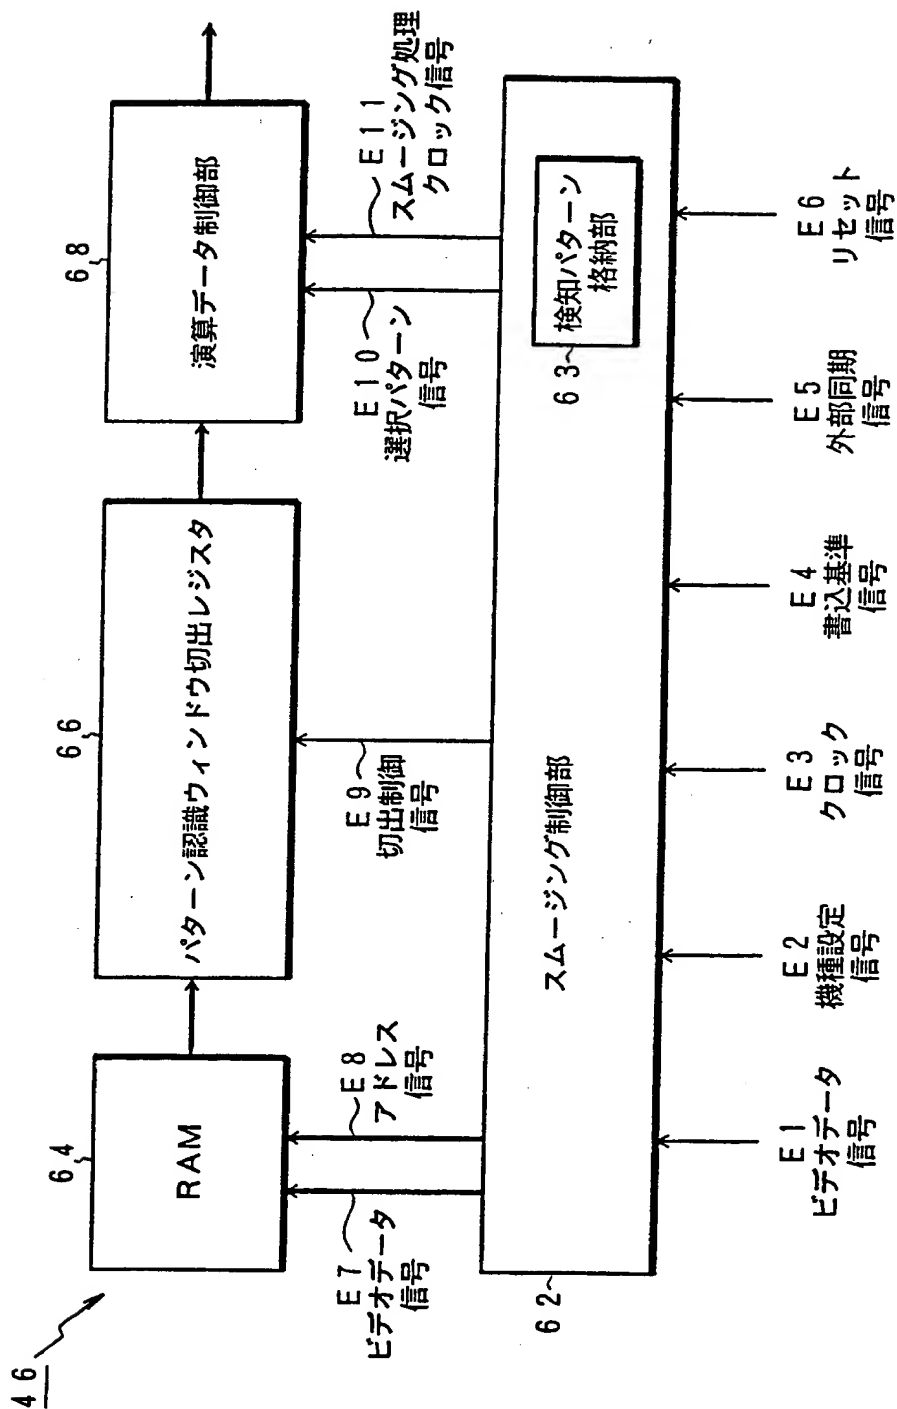 46
64
RAM
66
パターン認識ウィンドウ切出レジスタ
68
演算データ制御部
E7
ビデオデータ
信号
E8
アドレス
信号
E9
切出制御
信号
E10
選択パターン
信号
E11
スムージング処理
クロック信号
62
スムージング制御部
63
検知パターン
格納部
E1
ビデオデータ
信号
E2
機種設定
信号
E3
クロック
信号
E4
書込基準
信号
E5
外部同期
信号
E6
リセット
信号